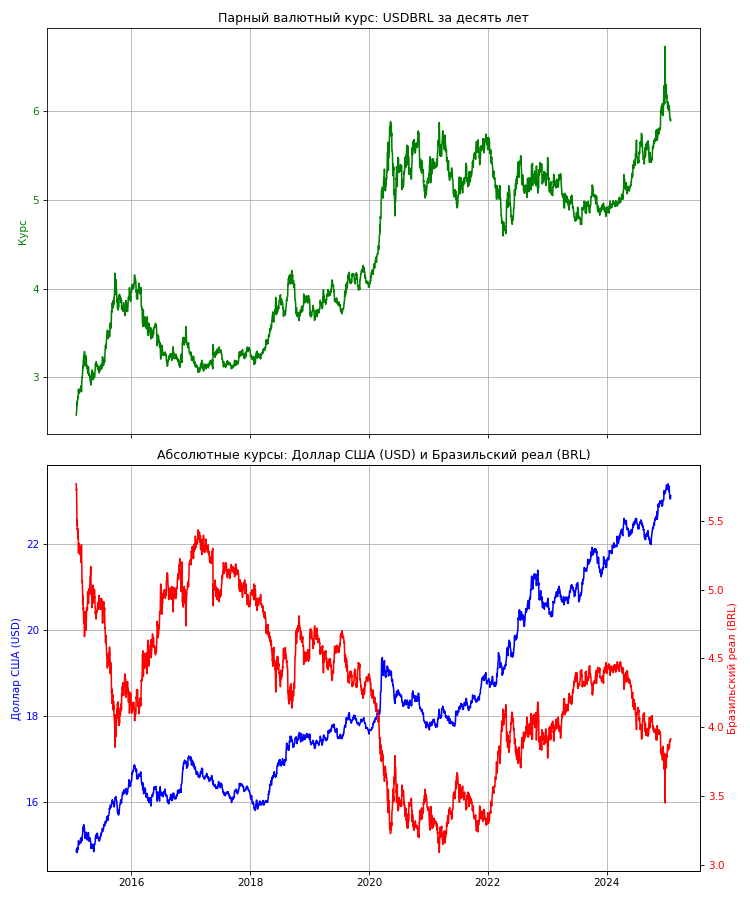 Парный валютный курс: USDBRL за десять лет
6
5
4
3
Курс
Абсолютные курсы: Доллар США (USD) и Бразильский реал (BRL)
22
20
18
16
Доллар США (USD)
5.5
5.0
4.5
4.0
3.5
3.0
Бразильский реал (BRL)
2016 2018 2020 2022 2024